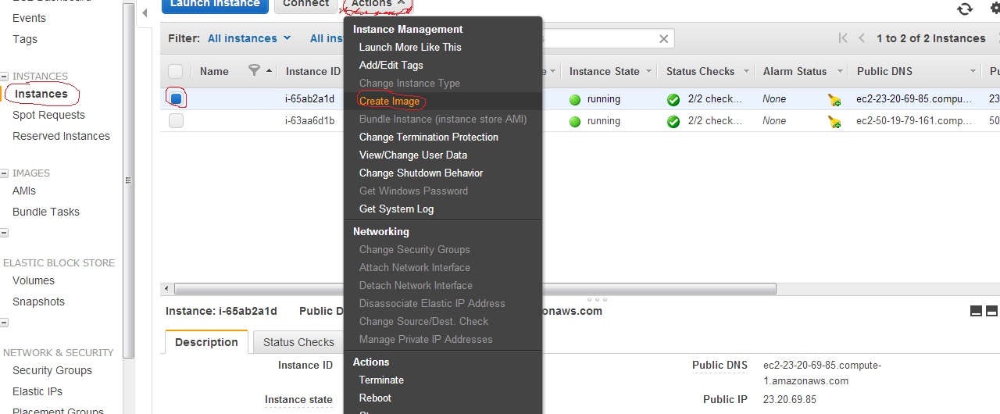 Launch Instance
Connect
Actions
Events
Tags
INSTANCES
Instances
Spot Requests
Reserved Instances
IMAGES
AMIs
Bundle Tasks
ELASTIC BLOCK STORE
Volumes
Snapshots
NETWORK & SECURITY
Security Groups
Elastic IPs
Placement Groups
Filter: All instances
1 to 2 of 2 Instances
Name Instance ID Instance State Status Checks Alarm Status Public DNS
i-65ab2a1d running 2/2 check... None ec2-23-20-69-85.compu... 23
i-63aa6d1b running 2/2 check... None ec2-50-19-79-161.comp... 50
Instance Management
Launch More Like This
Add/Edit Tags
Change Instance Type
Create Image
Bundle Instance (instance store AMI)
Change Termination Protection
View/Change User Data
Change Shutdown Behavior
Get Windows Password
Get System Log
Networking
Change Security Groups
Attach Network Interface
Detach Network Interface
Disassociate Elastic IP Address
Change Source/Dest. Check
Manage Private IP Addresses
Actions
Terminate
Reboot
Instance: i-65ab2a1d
Description Status Checks
Instance ID
Instance state
Public DNS ec2-23-20-69-85.compute-
1.amazonaws.com
Public IP 23.20.69.85